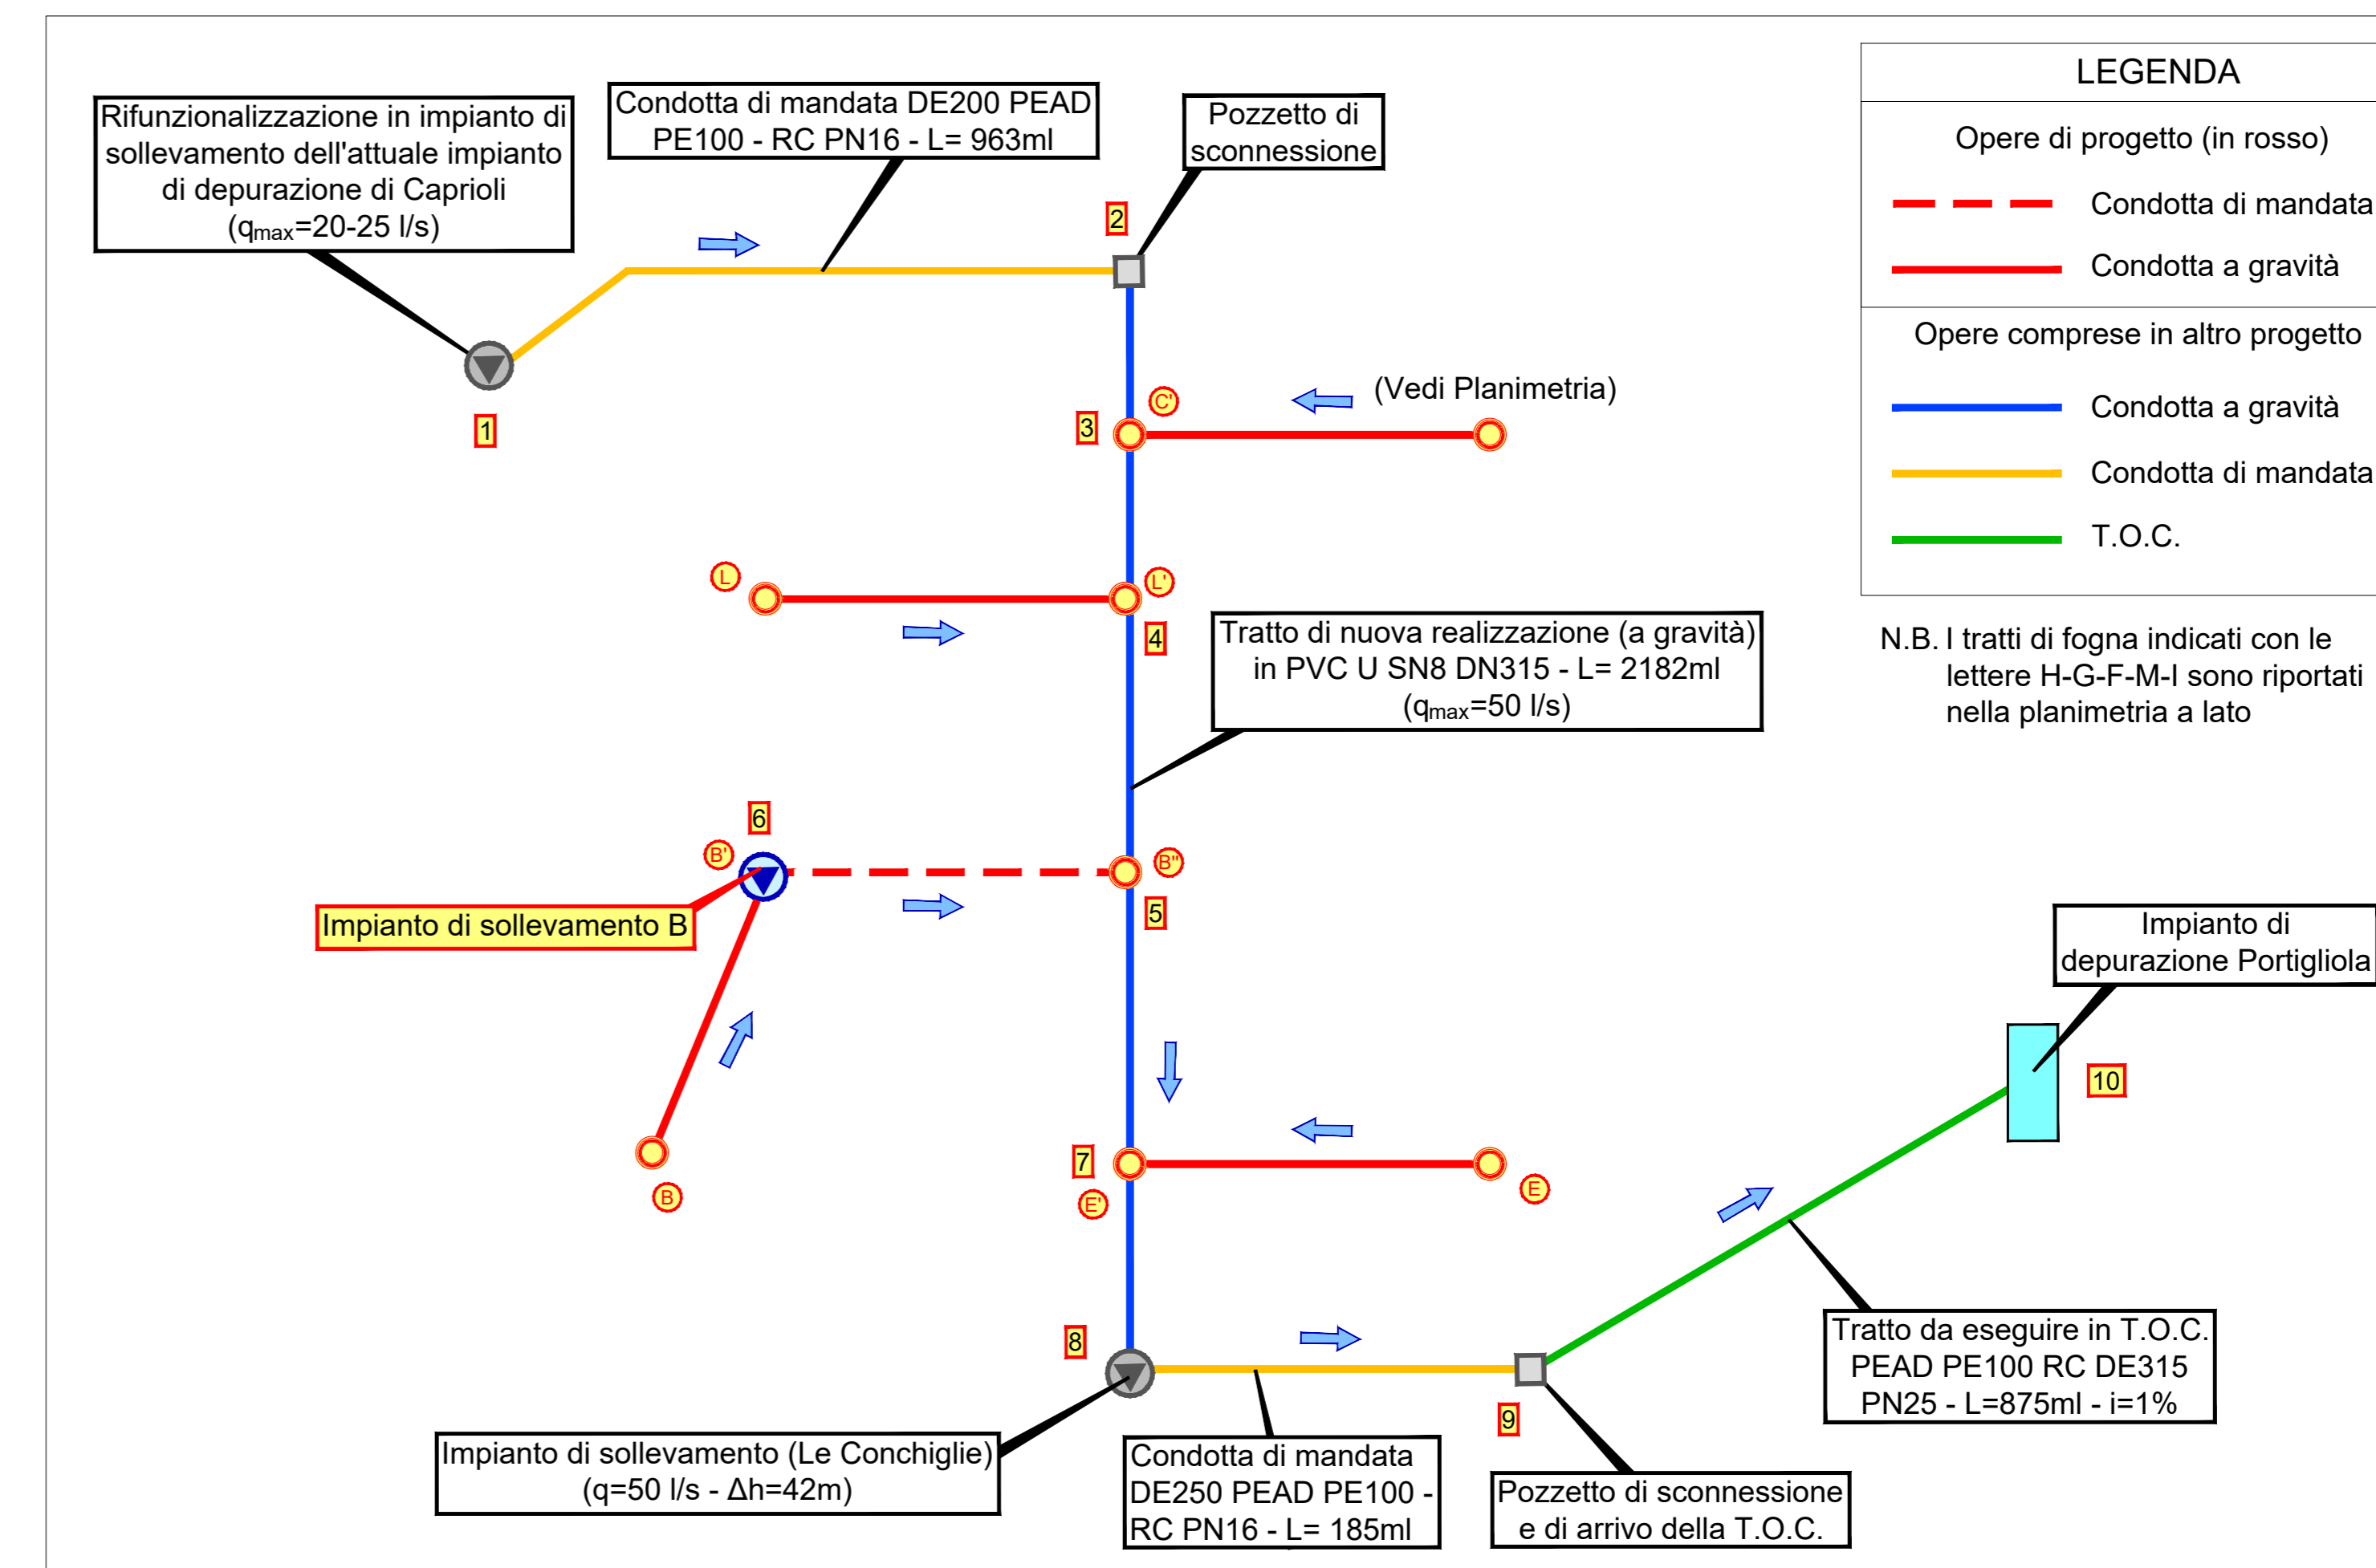 Rifunzionalizzazione in impianto di
sollevamento dell'attuale impianto
di depurazione di Caprioli
(qmax=20-25 l/s)
Condotta di mandata DE200 PEAD
PE100 - RC PN16 - L= 963ml
Pozzetto di
sconnessione
LEGENDA
Opere di progetto (in rosso)
Condotta di mandata
Condotta a gravità
Opere comprese in altro progetto
Condotta a gravità
Condotta di mandata
T.O.C.
N.B. I tratti di fogna indicati con le
lettere H-G-F-M-I sono riportati
nella planimetria a lato
2
1
(Vedi Planimetria)
C'
3
L
L'
4
Tratto di nuova realizzazione (a gravità)
in PVC U SN8 DN315 - L= 2182ml
(qmax=50 l/s)
6
B'
B''
5
Impianto di sollevamento B
B
Impianto di
depurazione Portigliola
10
7
E'
E
8
Tratto da eseguire in T.O.C.
PEAD PE100 RC DE315
PN25 - L=875ml - i=1%
9
Impianto di sollevamento (Le Conchiglie)
(q=50 l/s - Δh=42m)
Condotta di mandata
DE250 PEAD PE100 -
RC PN16 - L= 185ml
Pozzetto di sconnessione
e di arrivo della T.O.C.